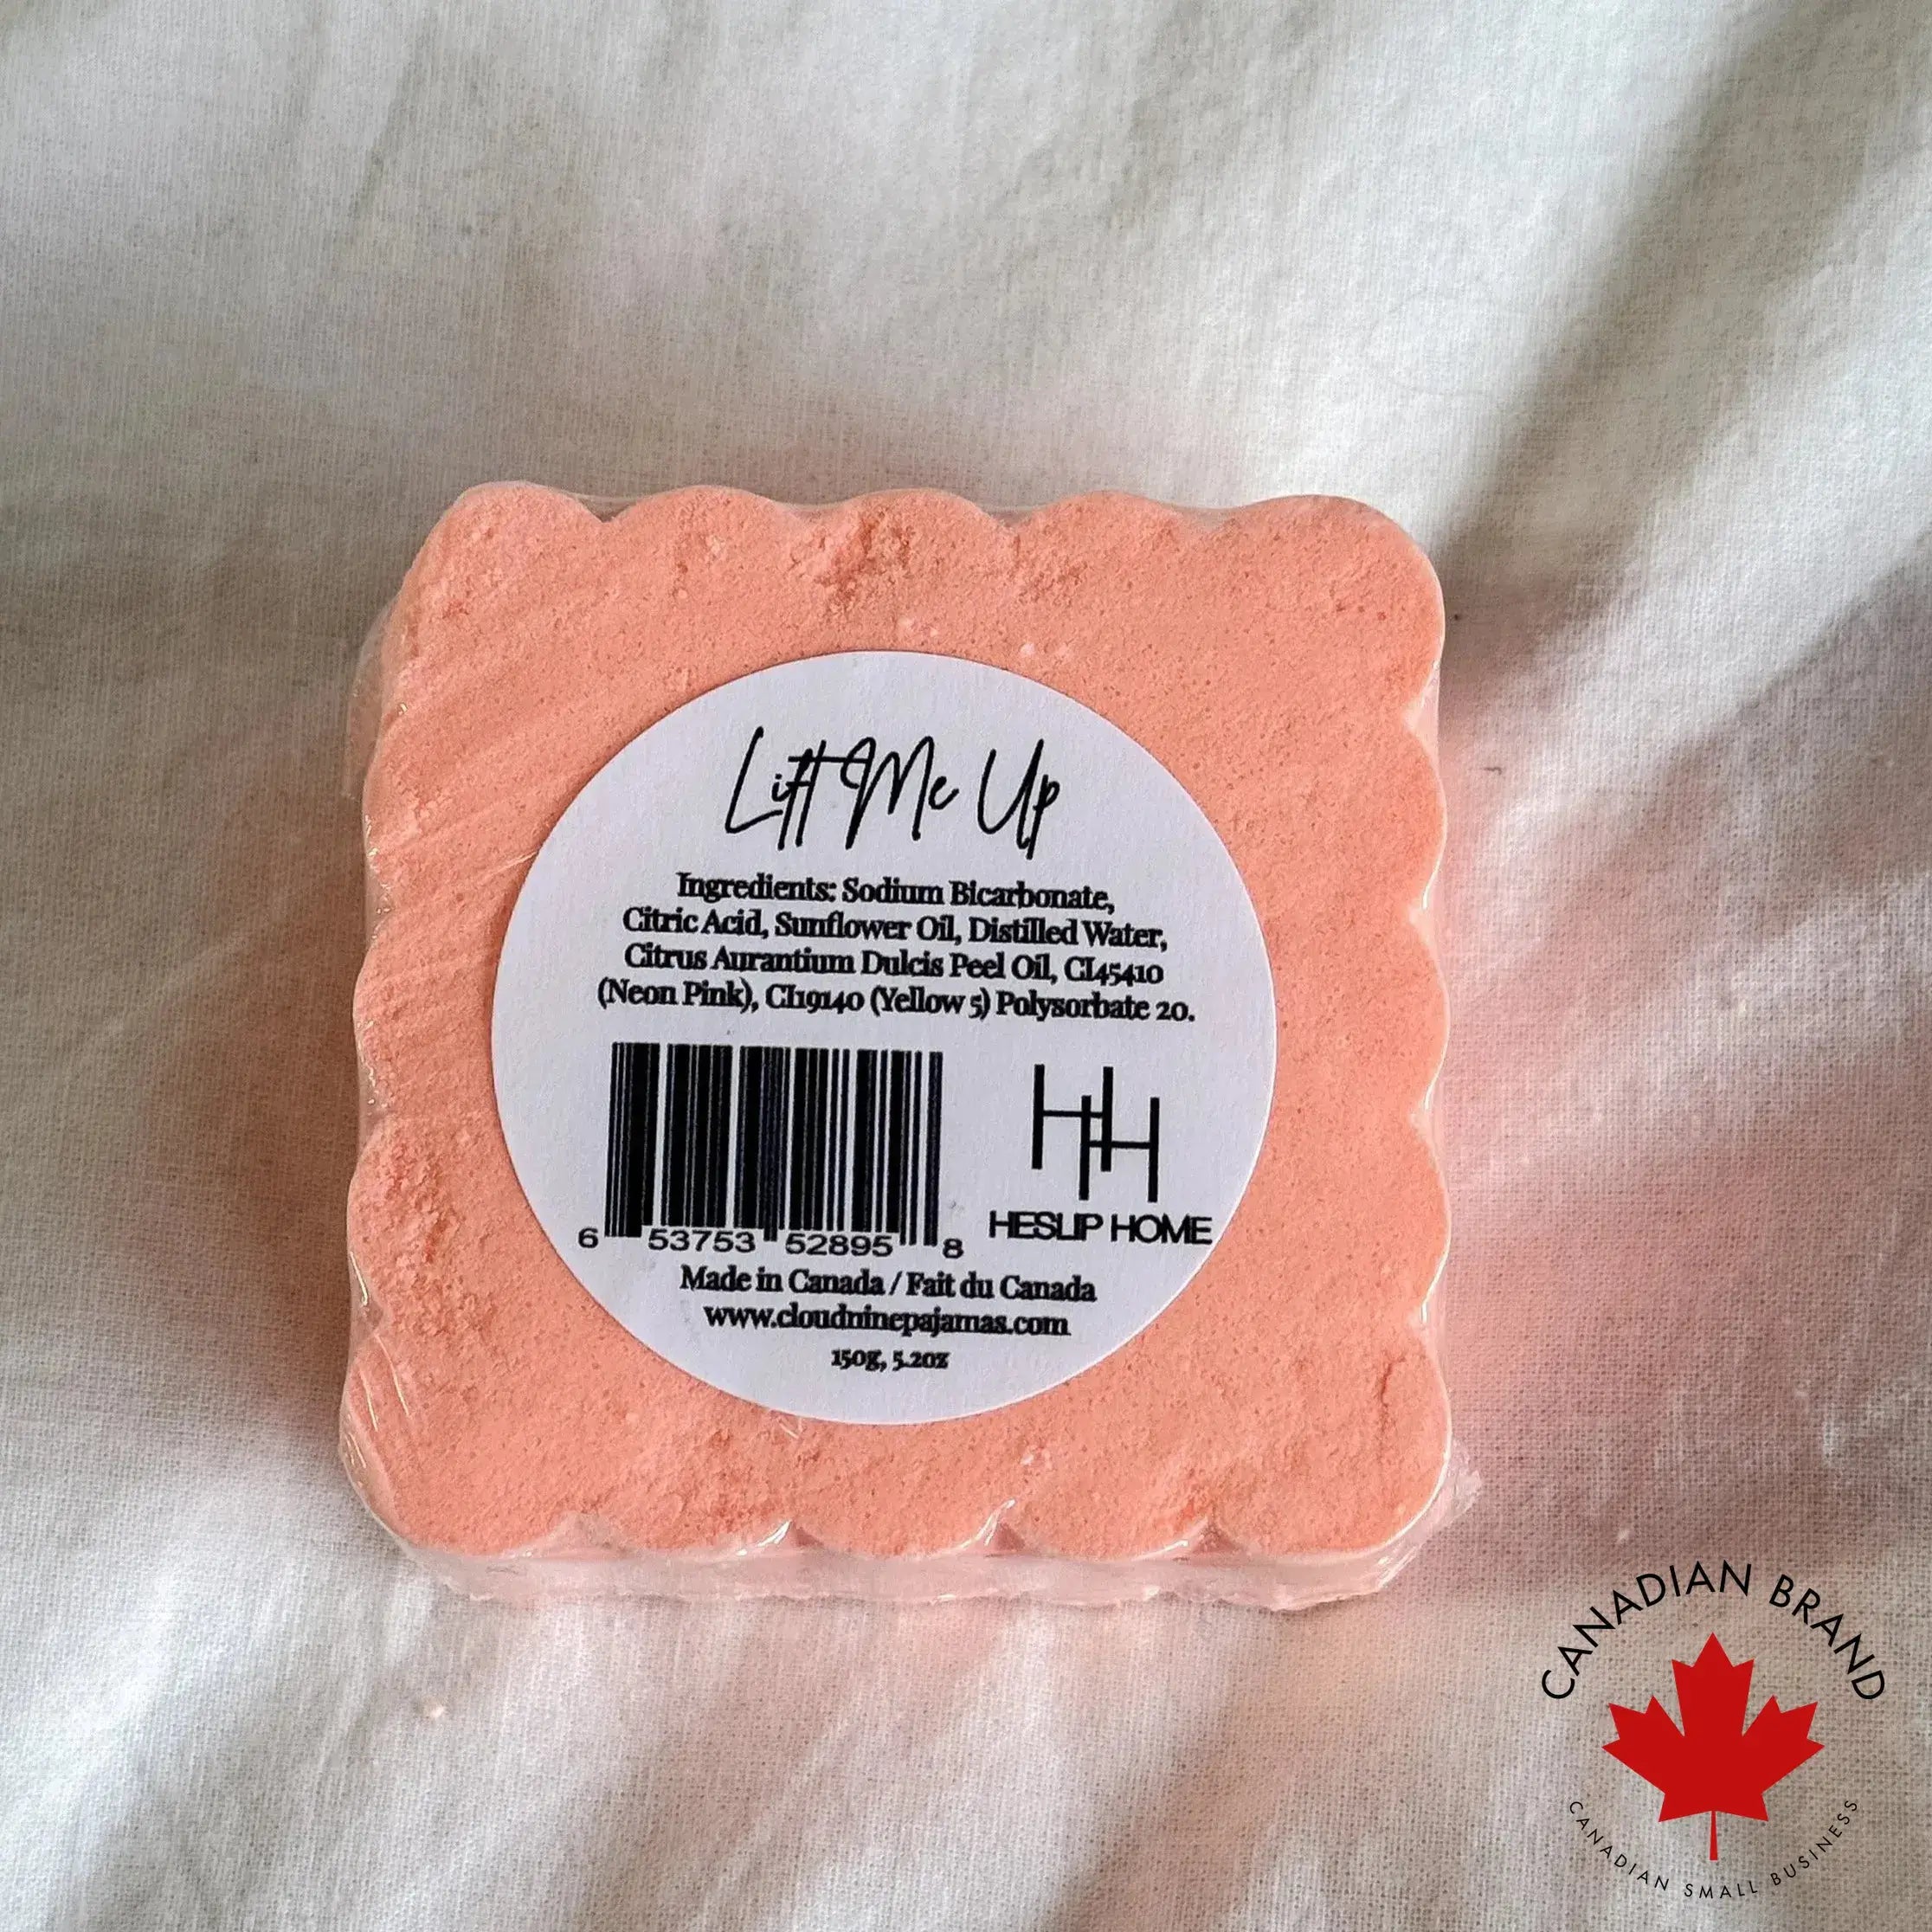 Lift Me Up
Ingredients: Sodium Bicarbonate,
Citric Acid, Sunflower Oil, Distilled Water,
Citrus Aurantium Dulcis Peel Oil, CI45410
(Neon Pink), CI19140 (Yellow 5) Polysorbate 20.
HH
6 53753 52895 8
HESLIP HOME
Made in Canada / Fait du Canada
www.cloudninepajamas.com
150g, 5.2oz
CANADIAN BRAND
CANADIAN SMALL BUSINESS